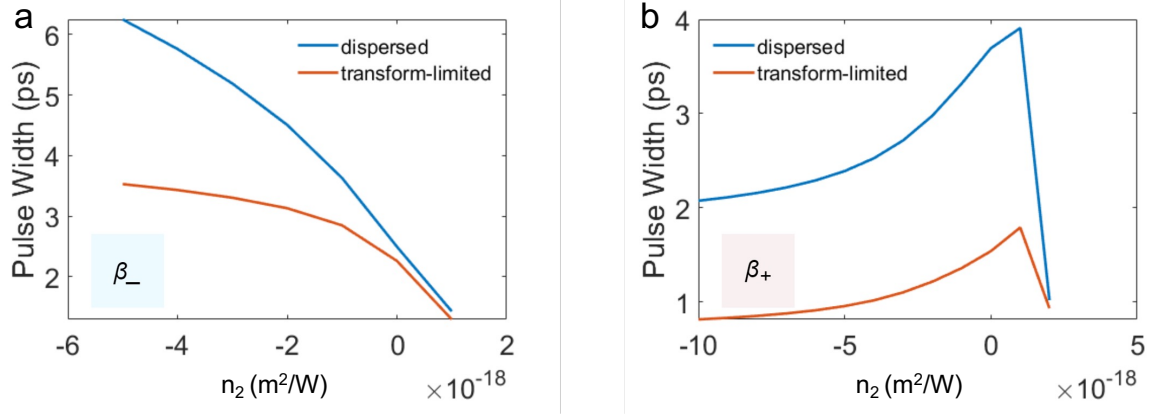 a
6
5
4
3
2
-6
-4
-2
0
2
Pulse Width (ps)
dispersed
transform-limited
β_
n₂ (m²/W)
×10⁻¹⁸
b
4
3
2
1
-10
-5
0
5
Pulse Width (ps)
dispersed
transform-limited
β₊
n₂ (m²/W)
×10⁻¹⁸